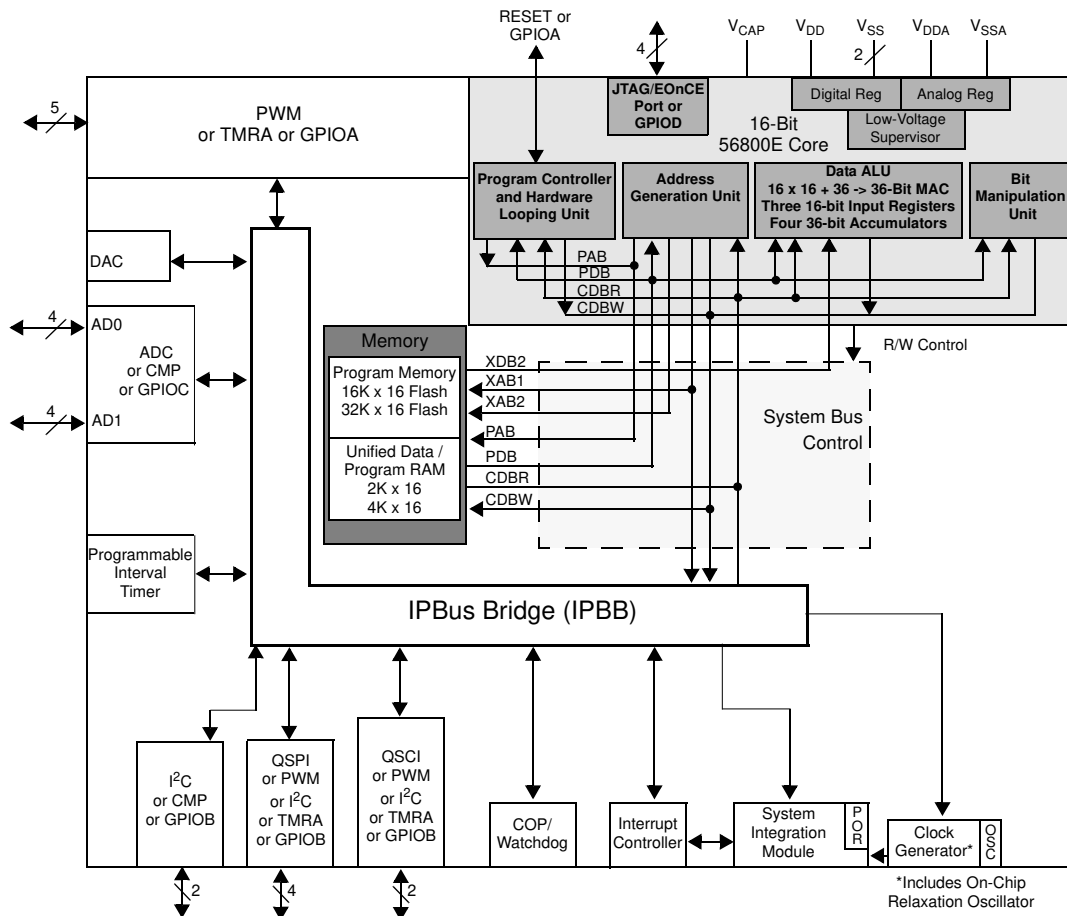 RESET or
GPIOA
4
VCAP
VDD
VSS
VDDA
VSSA
2
5
PWM
or TMRA or GPIOA
JTAG/EOnCE
Port or
GPIOD
Digital Reg
Analog Reg
Low-Voltage
Supervisor
16-Bit
56800E Core
Program Controller
and Hardware
Looping Unit
Address
Generation Unit
Data ALU
16 x 16 + 36 -> 36-Bit MAC
Three 16-bit Input Registers
Four 36-bit Accumulators
Bit
Manipulation
Unit
PAB
PDB
CDBR
CDBW
DAC
4
AD0
ADC
or CMP
or GPIOC
4
AD1
R/W Control
Memory
Program Memory
16K x 16 Flash
32K x 16 Flash
Unified Data /
Program RAM
2K x 16
4K x 16
XDB2
XAB1
XAB2
PAB
PDB
CDBR
CDBW
System Bus
Control
Programmable
Interval
Timer
IPBus Bridge (IPBB)
I2C
or CMP
or GPIOB
QSPI
or PWM
or I2C
or TMRA
or GPIOB
QSCI
or PWM
or I2C
or TMRA
or GPIOB
COP/
Watchdog
Interrupt
Controller
System
Integration
Module
POR
Clock
Generator*
OSC
2
4
2
*Includes On-Chip
Relaxation Oscillator